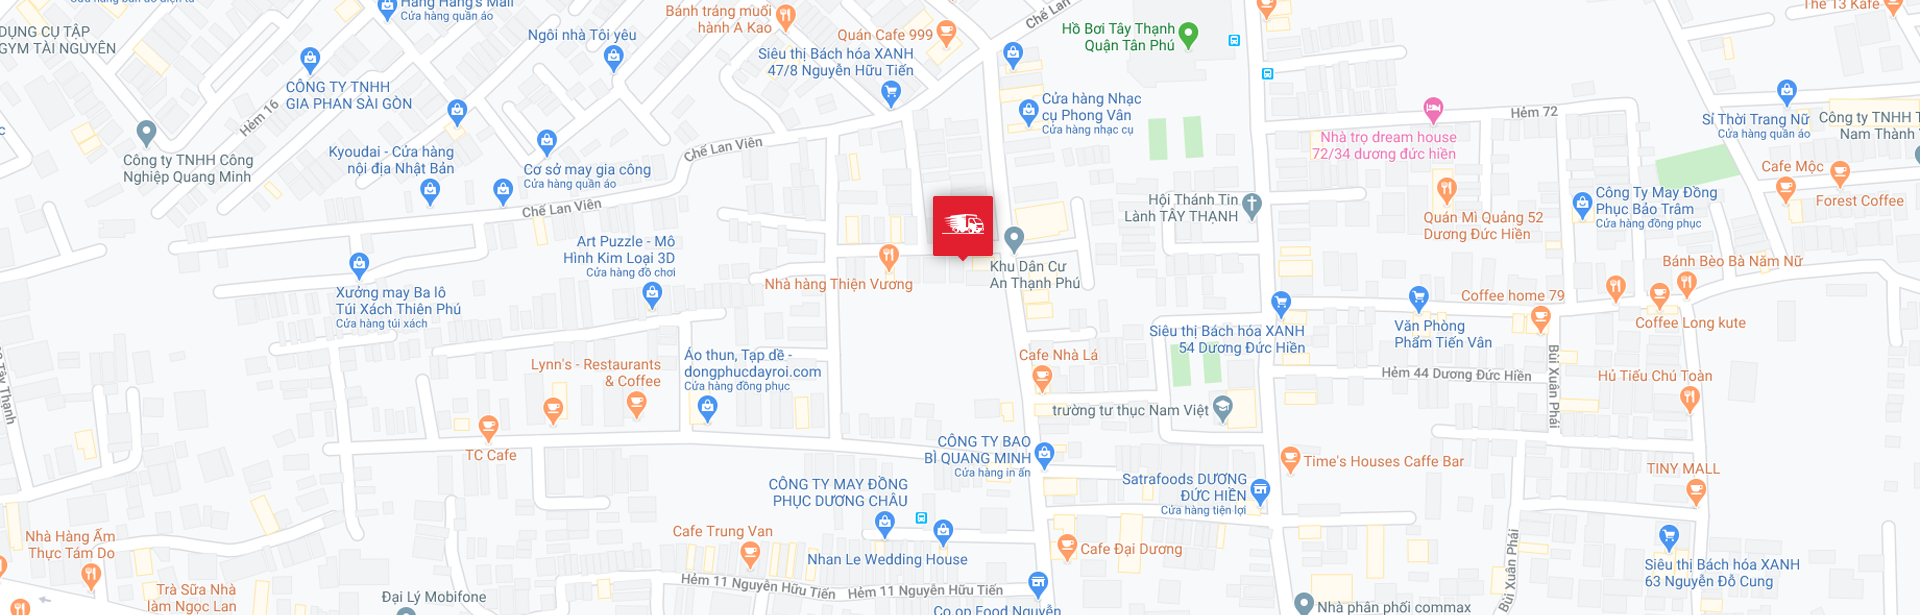 Hang Hang's Mall
Cửa hàng quần áo
DỤNG CỤ TẬP
GYM TÀI NGUYÊN
CÔNG TY TNHH
GIA PHAN SÀI GÒN
Hẻm 16
Công ty TNHH Công
Nghiệp Quang Minh
Kyoudai - Cửa hàng
nội địa Nhật Bản
Ngôi nhà Tôi yêu
Cơ sở may gia công
Cửa hàng quần áo
Bánh tráng muối
hành A Kao
Siêu thị Bách hóa XANH
47/8 Nguyễn Hữu Tiến
Quán Cafe 999
Chế Lan
Chế Lan Viên
Chế Lan Viên
Hồ Bơi Tây Thạnh
Quận Tân Phú
Cửa hàng Nhạc
cụ Phong Vân
Cửa hàng nhạc cụ
The 13 Kafe
Hẻm 72
Nhà trọ dream house
72/34 dương đức hiền
Sỉ Thời Trang Nữ
Cửa hàng quần áo
Công ty TNHH T
Nam Thành
Cafe Mộc
Forest Coffee
Công Ty May Đồng
Phục Bảo Trâm
Cửa hàng đồng phục
Quán Mì Quảng 52
Dương Đức Hiền
Hội Thánh Tin
Lành TÂY THẠNH
Art Puzzle - Mô
Hình Kim Loại 3D
Cửa hàng đồ chơi
Xưởng may Ba lô
Túi Xách Thiên Phú
Cửa hàng túi xách
Nhà hàng Thiện Vương
Khu Dân Cư
An Thạnh Phú
Bánh Bèo Bà Năm Nữ
Coffee home 79
Coffee Long kute
Văn Phòng
Phẩm Tiến Vân
Siêu thị Bách hóa XANH
54 Dương Đức Hiền
Cafe Nhà Lá
Áo thun, Tạp dề -
dongphucdayroi.com
Cửa hàng đồng phục
Lynn's - Restaurants
& Coffee
Tây Thạnh
Hẻm 44 Dương Đức Hiền
Bùi Xuân Phái
Hủ Tiếu Chú Toàn
trường tư thục Nam Việt
TC Cafe
CÔNG TY BAO
BÌ QUANG MINH
Cửa hàng in ấn
Time's Houses Caffe Bar
TINY MALL
Satrafoods DƯƠNG
ĐỨC HIỀN
Cửa hàng tiện lợi
CÔNG TY MAY ĐỒNG
PHỤC DƯƠNG CHÂU
Cafe Trung Van
Nhan Le Wedding House
Cafe Đại Dương
Nhà Hàng Ẩm
Thực Tám Do
Trà Sữa Nhà
làm Ngọc Lan
Đại Lý Mobifone
Hẻm 11 Nguyễn Hữu Tiến
Hẻm 11 Nguyễn Hữu Tiến
Co.op Food Nguyễn
Bùi Xuân Phái
Siêu thị Bách hóa XANH
63 Nguyễn Đỗ Cung
Nhà phân phối commax